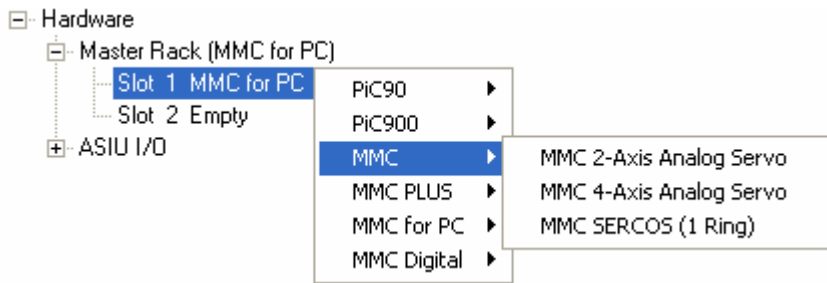 Hardware
Master Rack (MMC for PC)
Slot 1 MMC for PC
Slot 2 Empty
ASIU I/O
PiC90
PiC900
MMC
MMC PLUS
MMC for PC
MMC Digital
MMC 2-Axis Analog Servo
MMC 4-Axis Analog Servo
MMC SERCOS (1 Ring)